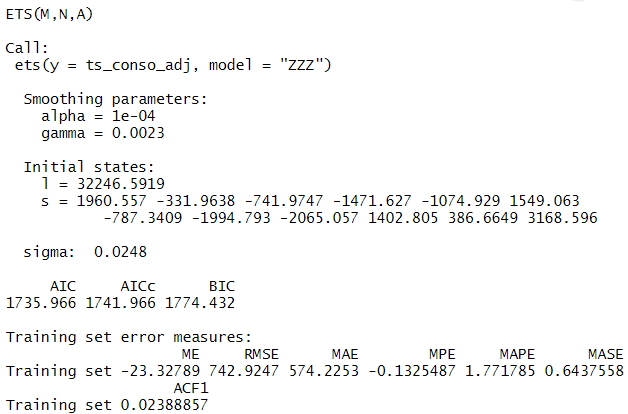 ETS(M,N,A)
Call:
ets(y = ts_conso_adj, model = "ZZZ")
Smoothing parameters:
alpha = 1e-04
gamma = 0.0023
Initial states:
l = 32246.5919
s = 1960.557 -331.9638 -741.9747 -1471.627 -1074.929 1549.063
-787.3409 -1994.793 -2065.057 1402.805 386.6649 3168.596
sigma: 0.0248
AIC AICc BIC
1735.966 1741.966 1774.432
Training set error measures:
ME RMSE MAE MPE MAPE MASE
Training set -23.32789 742.9247 574.2253 -0.1325487 1.771785 0.6437558
ACF1
Training set 0.02388857